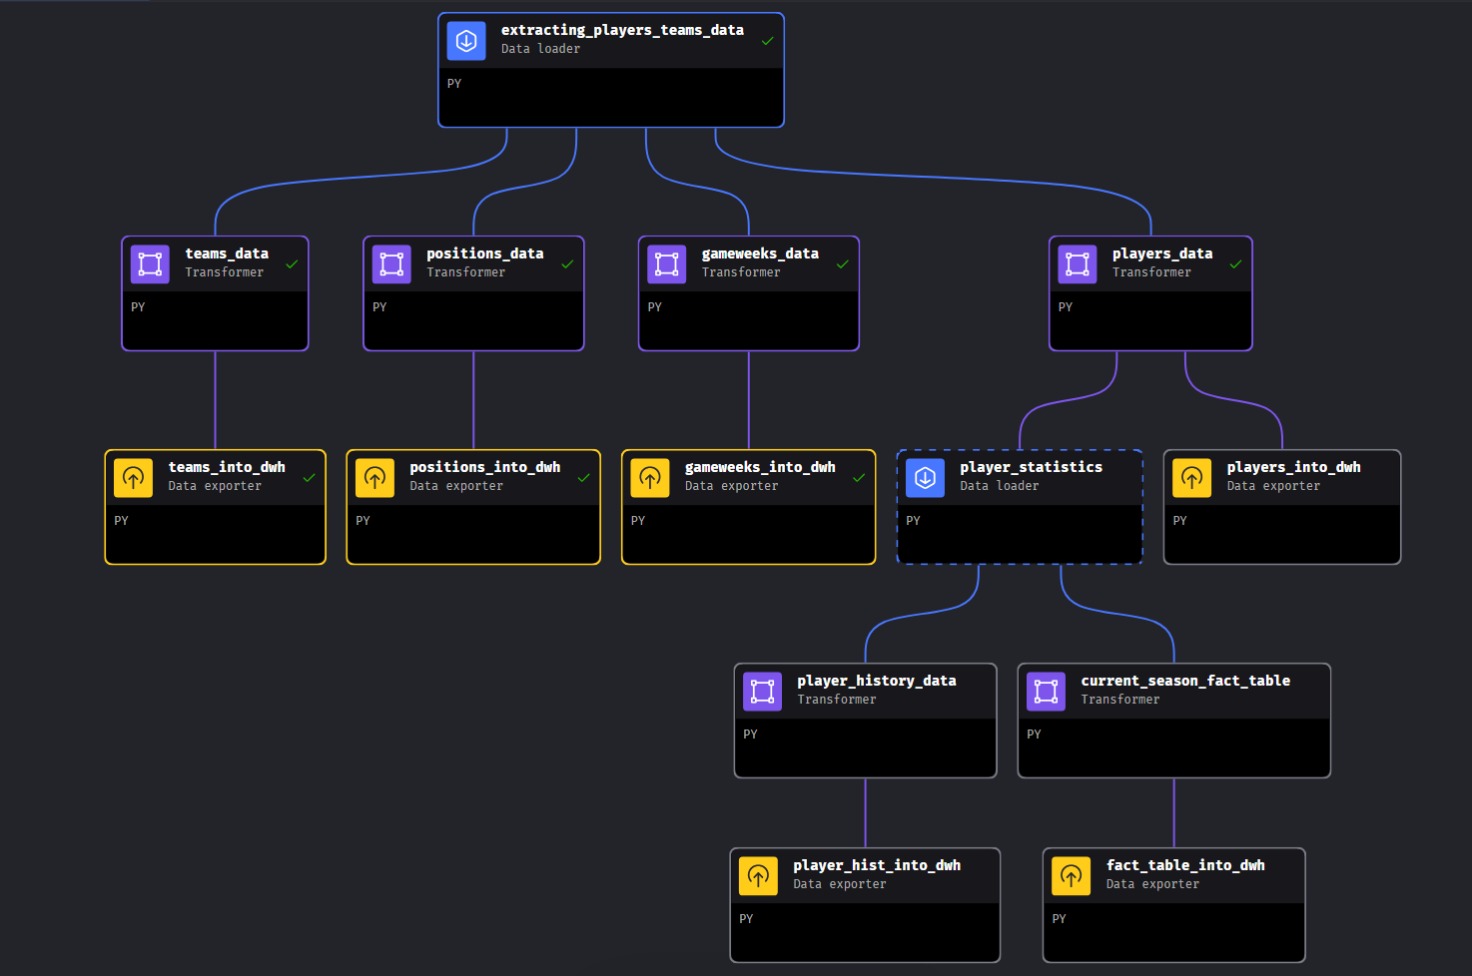 extracting_players_teams_data
Data loader
PY
teams_data
Transformer
PY
positions_data
Transformer
PY
gameweeks_data
Transformer
PY
players_data
Transformer
PY
teams_into_dwh
Data exporter
PY
positions_into_dwh
Data exporter
PY
gameweeks_into_dwh
Data exporter
PY
player_statistics
Data loader
PY
players_into_dwh
Data exporter
PY
player_history_data
Transformer
PY
current_season_fact_table
Transformer
PY
player_hist_into_dwh
Data exporter
PY
fact_table_into_dwh
Data exporter
PY